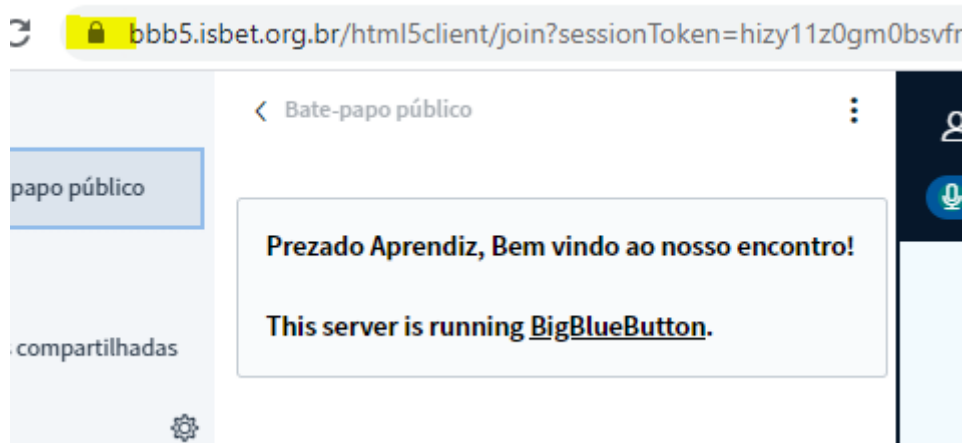 bbb5.isbet.org.br/html5client/join?sessionToken=hizy11z0gm0bsvfr
Bate-papo público
papo público
Prezado Aprendiz, Bem vindo ao nosso encontro!
This server is running BigBlueButton.
compartilhadas